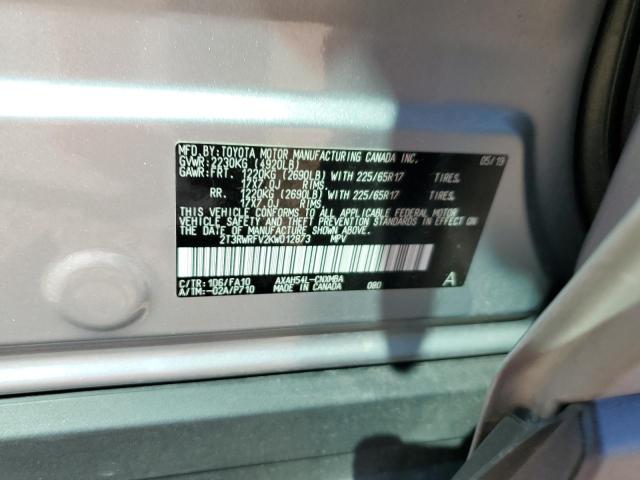 MFD.BY:TOYOTA MOTOR MANUFACTURING CANADA INC. 05/19
GVWR:2230KG (4920LB)
GAWR:FRT. 1220KG (2690LB) WITH 225/65R17 TIRES.
17X7.0J RIMS
RR. 1220KG (2690LB) WITH 225/65R17 TIRES.
17X7.0J RIMS
THIS VEHICLE CONFORMS TO ALL APPLICABLE FEDERAL MOTOR
VEHICLE SAFETY AND THEFT PREVENTION STANDARDS IN EFFECT
ON THE DATE OF MANUFACTURE SHOWN ABOVE.
2T3RWRFV2KW012873 MPV
C/TR:1D6/FA10 AXAH54L-CNXMBA 080 A
A/TM:-02A/P710 MADE IN CANADA